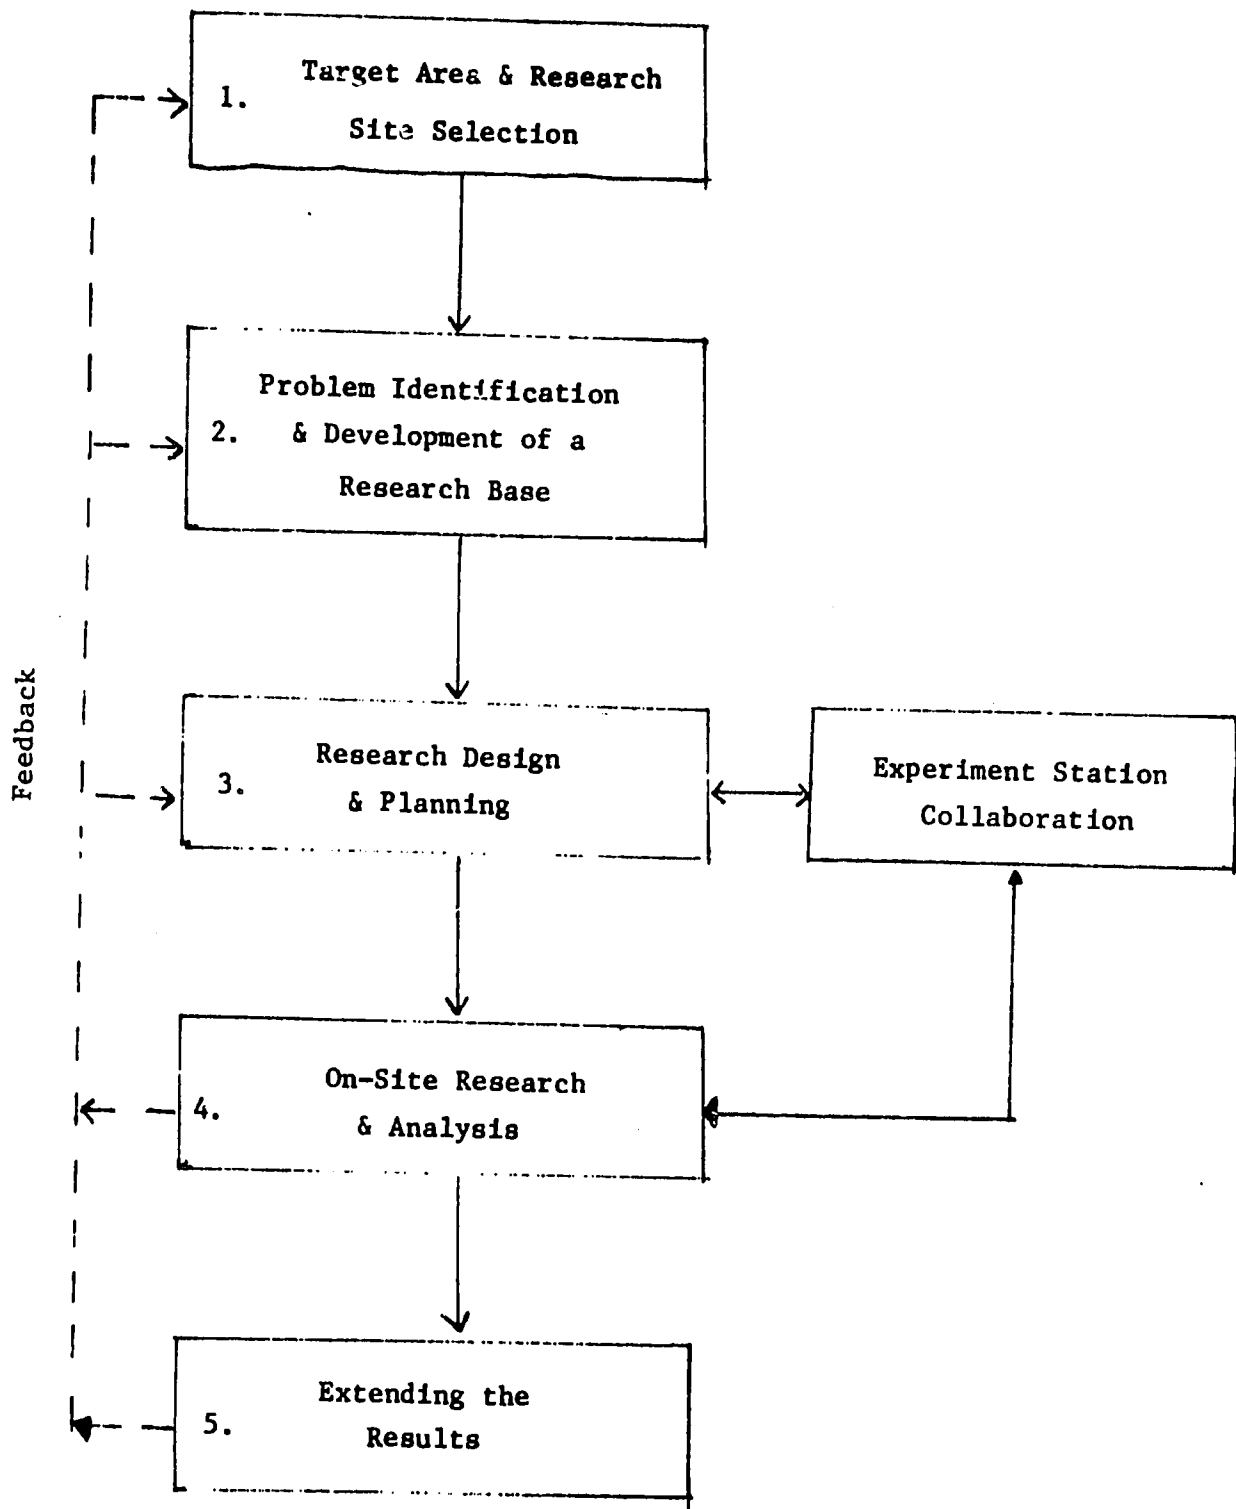 1. Target Area & Research
Site Selection
Problem Identification
2. & Development of a
Research Base
Feedback
3. Research Design
& Planning
Experiment Station
Collaboration
4. On-Site Research
& Analysis
5. Extending the
Results